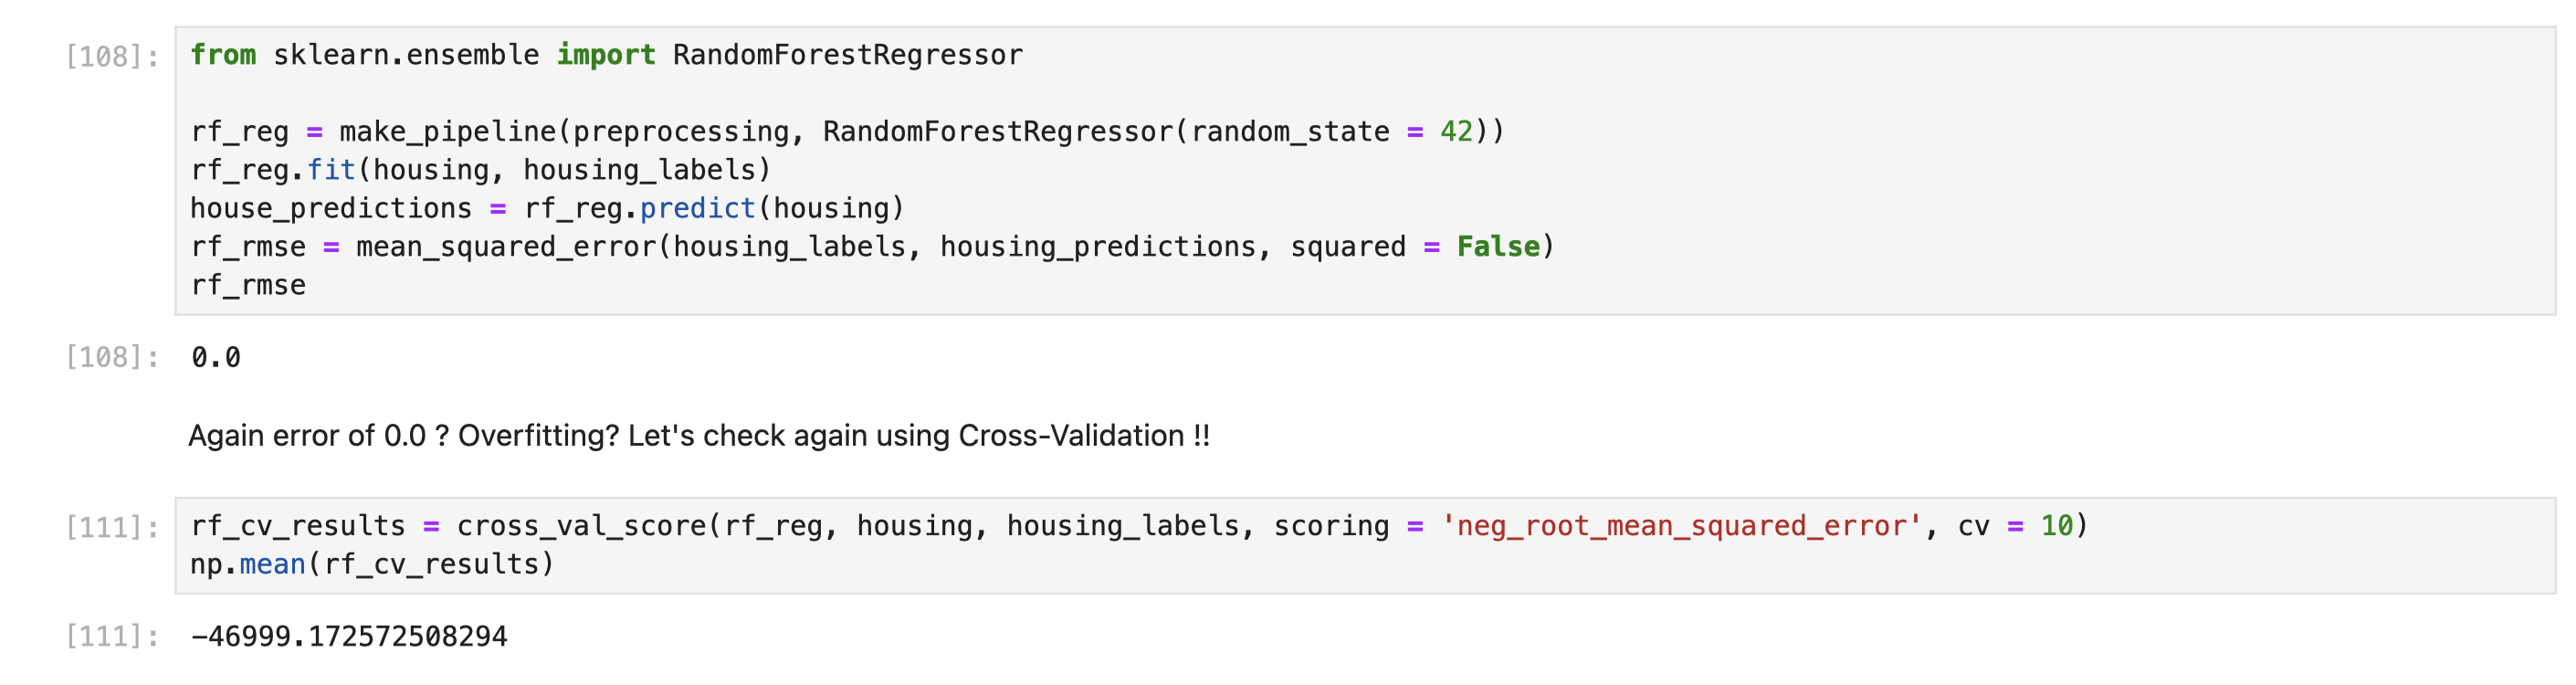 [108]: from sklearn.ensemble import RandomForestRegressor
rf_reg = make_pipeline(preprocessing, RandomForestRegressor(random_state = 42))
rf_reg.fit(housing, housing_labels)
house_predictions = rf_reg.predict(housing)
rf_rmse = mean_squared_error(housing_labels, housing_predictions, squared = False)
rf_rmse
[108]: 0.0
Again error of 0.0 ? Overfitting? Let's check again using Cross-Validation !!
[111]: rf_cv_results = cross_val_score(rf_reg, housing, housing_labels, scoring = 'neg_root_mean_squared_error', cv = 10)
np.mean(rf_cv_results)
[111]: −46999.172572508294